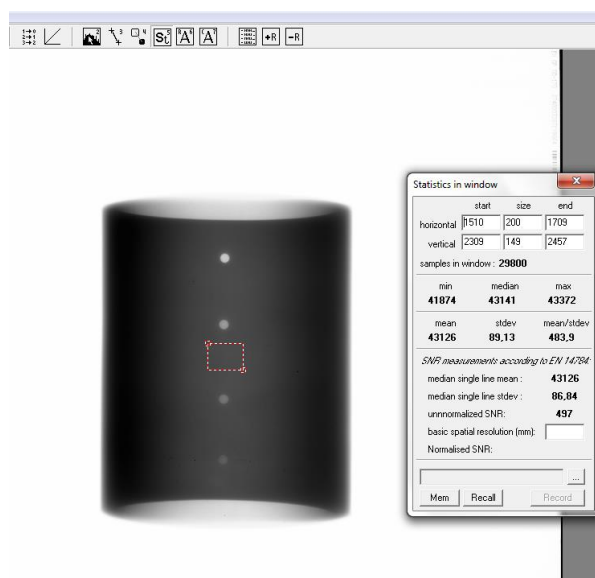 Statistics in window
start size end
horizontal 1510 200 1709
vertical 2309 149 2457
samples in window : 29800
min median max
41874 43141 43372
mean stdev mean/stdev
43126 89,13 483,9
SNR measurements according to EN 14784:
median single line mean : 43126
median single line stdev : 86,84
unnnormalized SNR: 497
basic spatial resolution (mm):
Normalised SNR:
...
Mem Recall Record